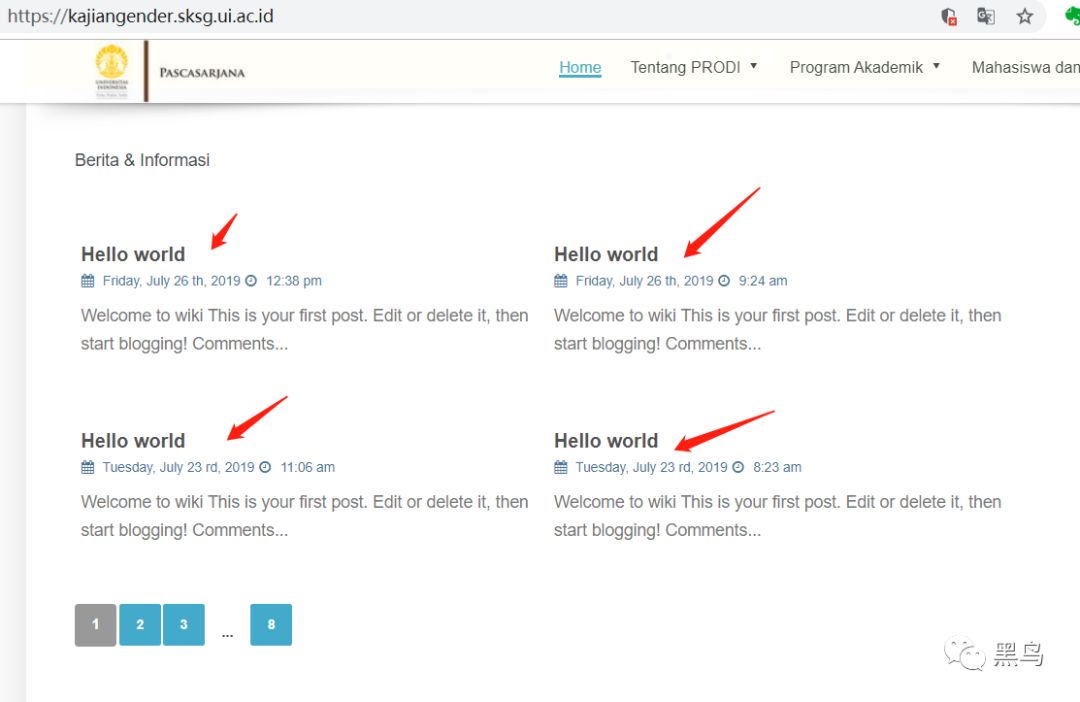 https://kajiangender.sksg.ui.ac.id
UNIVERSITAS
INDONESIA
PASCASARJANA
Home Tentang PRODI Program Akademik Mahasiswa dan
Berita & Informasi
Hello world
Friday, July 26 th, 2019 12:38 pm
Welcome to wiki This is your first post. Edit or delete it, then
start blogging! Comments...
Hello world
Friday, July 26 th, 2019 9:24 am
Welcome to wiki This is your first post. Edit or delete it, then
start blogging! Comments...
Hello world
Tuesday, July 23 rd, 2019 11:06 am
Welcome to wiki This is your first post. Edit or delete it, then
start blogging! Comments...
Hello world
Tuesday, July 23 rd, 2019 8:23 am
Welcome to wiki This is your first post. Edit or delete it, then
start blogging! Comments...
1 2 3 ... 8
黑鸟